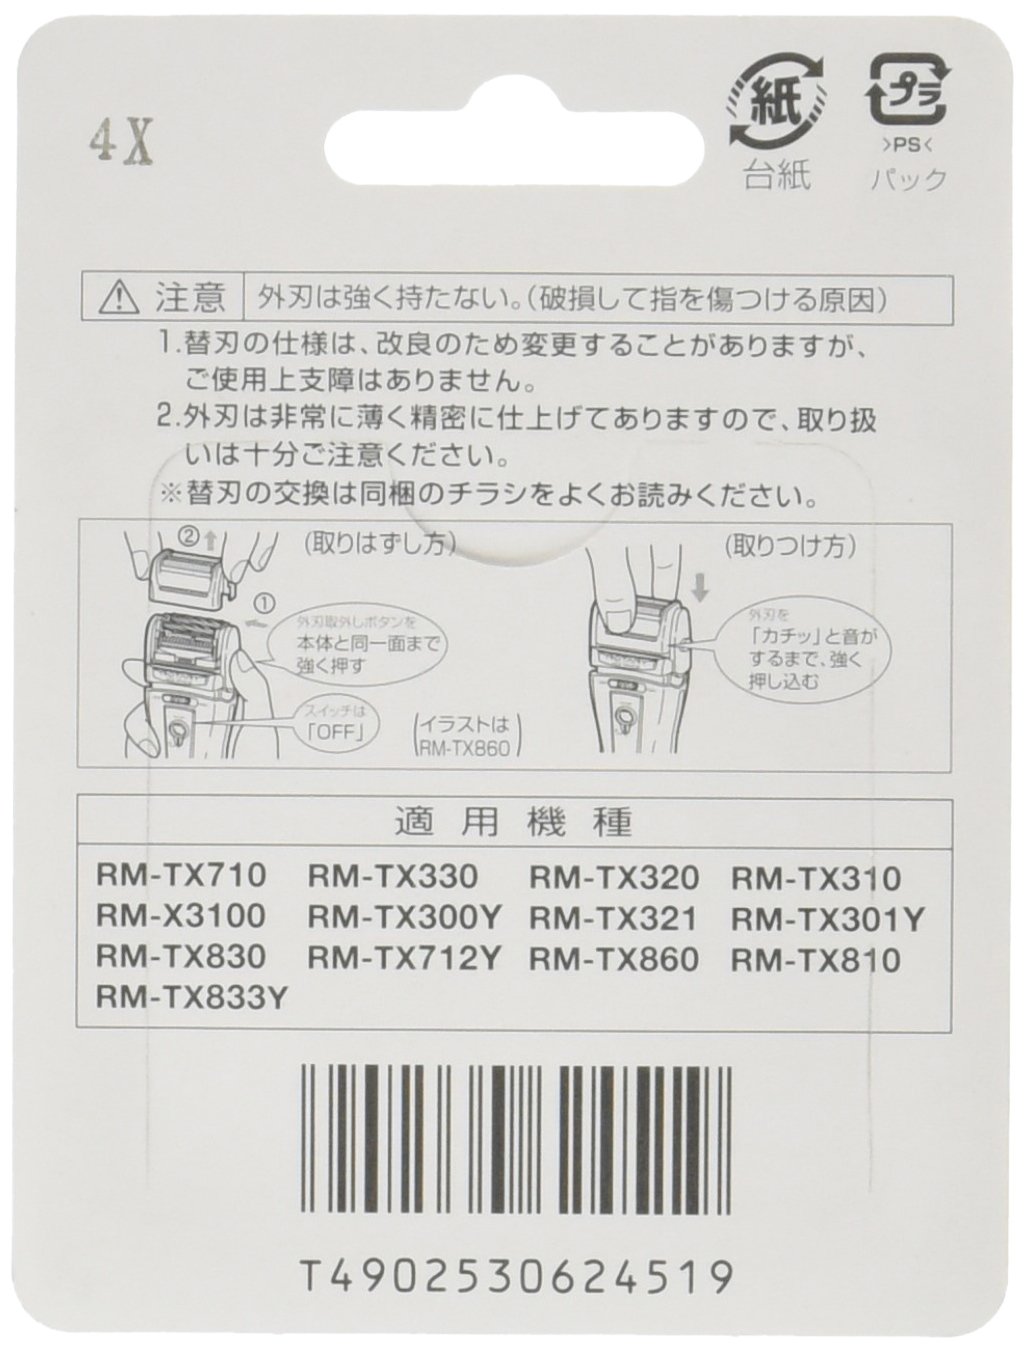 4X
紙
台紙
プラ
>PS<
パック
注意 外刃は強く持たない。(破損して指を傷つける原因)
1.替刃の仕様は、改良のため変更することがありますが、
ご使用上支障はありません。
2.外刃は非常に薄く精密に仕上げてありますので、取り扱
いは十分ご注意ください。
※替刃の交換は同梱のチラシをよくお読みください。
(取りはずし方)
②
①
外刃取外しボタンを
本体と同一面まで
強く押す
スイッチは
「OFF」
(イラストは
RM-TX860)
(取りつけ方)
外刃を
「カチッ」と音が
するまで、強く
押し込む
適用機種
RM-TX710 RM-TX330 RM-TX320 RM-TX310
RM-X3100 RM-TX300Y RM-TX321 RM-TX301Y
RM-TX830 RM-TX712Y RM-TX860 RM-TX810
RM-TX833Y
T4902530624519